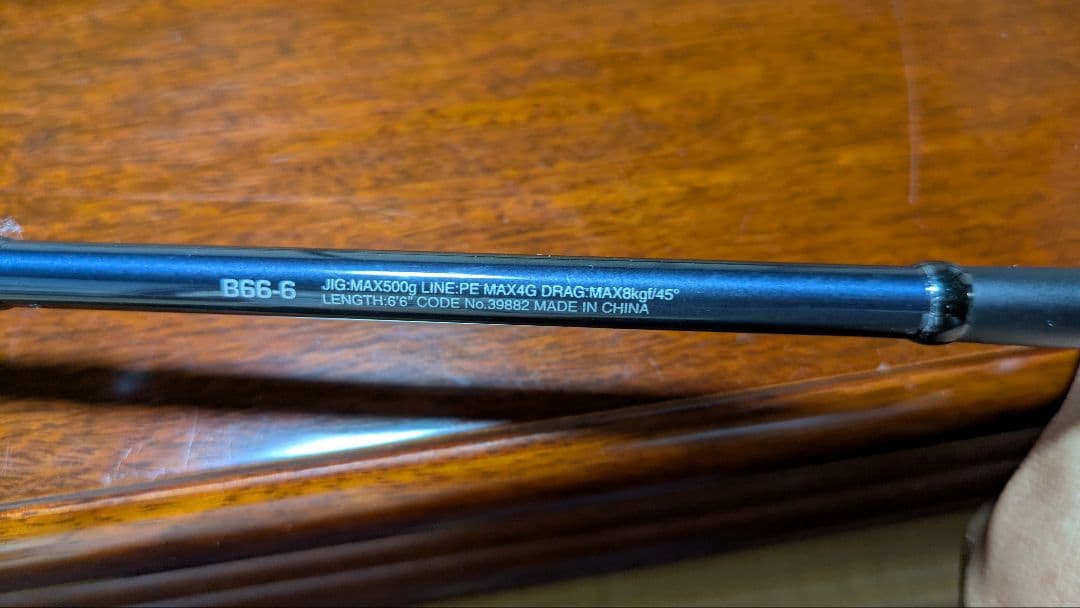 B66-6 JIG:MAX500g LINE:PE MAX4G DRAG:MAX8kgf/45°
LENGTH:6'6" CODE No.39882 MADE IN CHINA